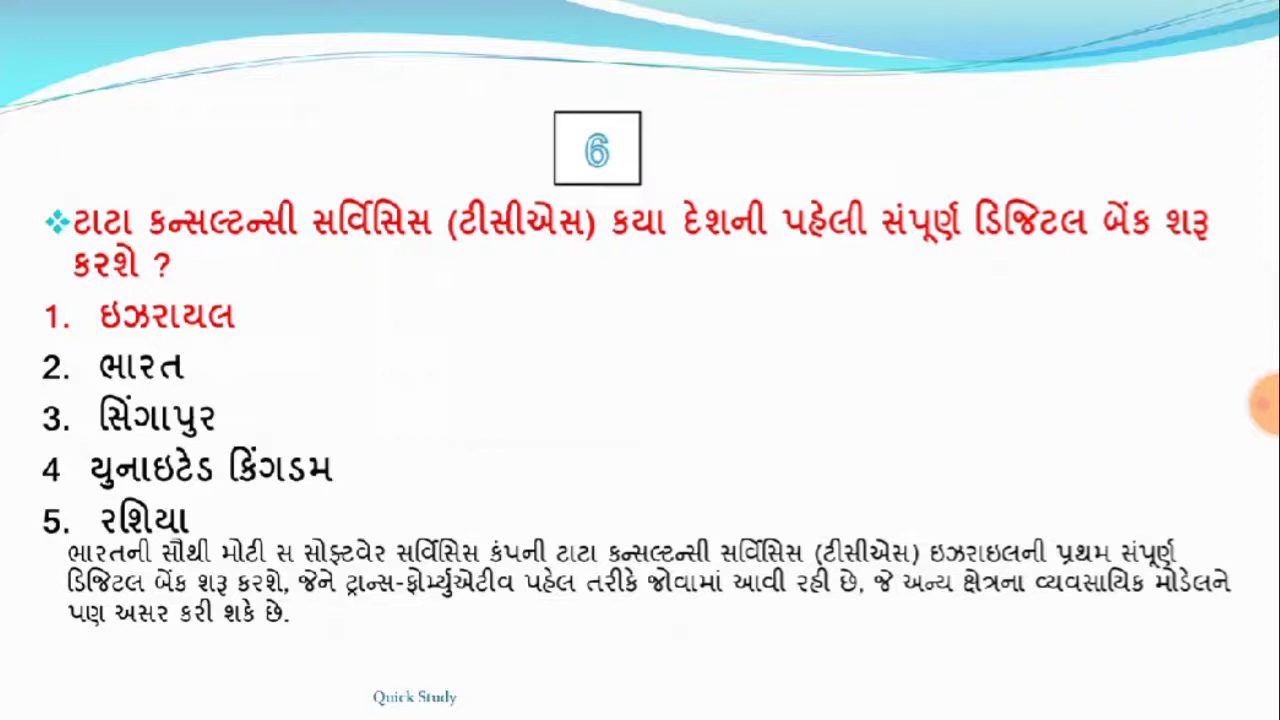 6
❖ટાટા કન્સલ્ટન્સી સર્વિસિસ (ટીસીએસ) કયા દેશની પહેલી સંપૂર્ણ ડિજિટલ બેંક શરૂ
કરશે ?
1. ઇઝરાયલ
2. ભારત
3. સિંગાપુર
4 યુનાઇટેડ કિંગડમ
5. રશિયા
ભારતની સૌથી મોટી સ સોફ્ટવેર સર્વિસિસ કંપની ટાટા કન્સલ્ટન્સી સર્વિસિસ (ટીસીએસ) ઇઝરાઇલની પ્રથમ સંપૂર્ણ
ડિજિટલ બેંક શરૂ કરશે, જેને ટ્રાન્સ-ફોર્મ્યુએટીવ પહેલ તરીકે જોવામાં આવી રહી છે, જે અન્ય ક્ષેત્રના વ્યવસાયિક મોડેલને
પણ અસર કરી શકે છે.
Quick Study